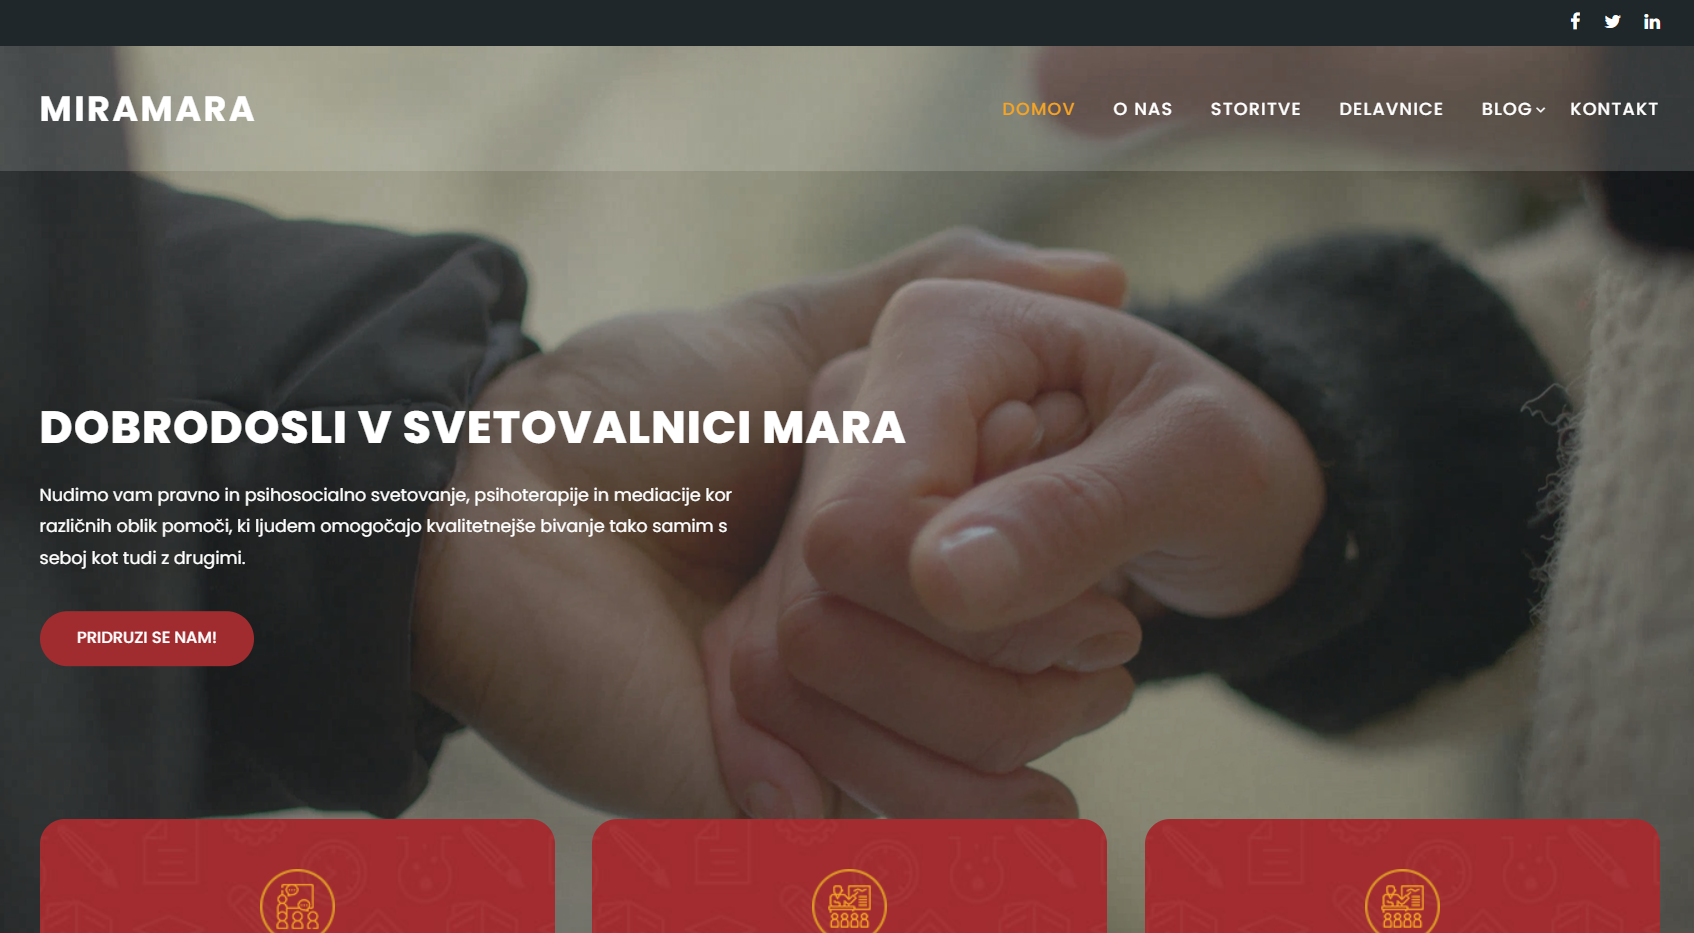 MIRAMARA
DOMOV
O NAS
STORITVE
DELAVNICE
BLOG
KONTAKT
DOBRODOSLI V SVETOVALNICI MARA
Nudimo vam pravno in psihosocialno svetovanje, psihoterapije in mediacije kor
različnih oblik pomoči, ki ljudem omogočajo kvalitetnejše bivanje tako samim s
seboj kot tudi z drugimi.
PRIDRUZI SE NAM!